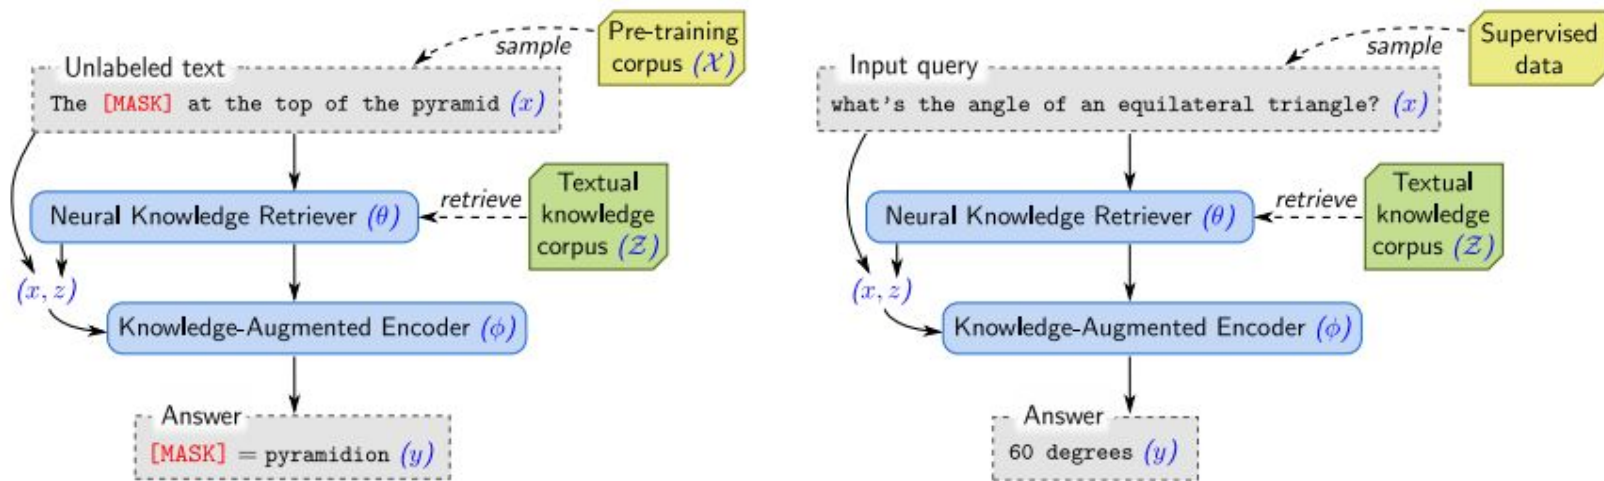 Pre-training
corpus (𝒳)
sample
Unlabeled text
The [MASK] at the top of the pyramid (x)
Neural Knowledge Retriever (θ)
retrieve
Textual
knowledge
corpus (𝒵)
(x, z)
Knowledge-Augmented Encoder (ϕ)
Answer
[MASK] = pyramidion (y)
Supervised
data
sample
Input query
what's the angle of an equilateral triangle? (x)
Neural Knowledge Retriever (θ)
retrieve
Textual
knowledge
corpus (𝒵)
(x, z)
Knowledge-Augmented Encoder (ϕ)
Answer
60 degrees (y)